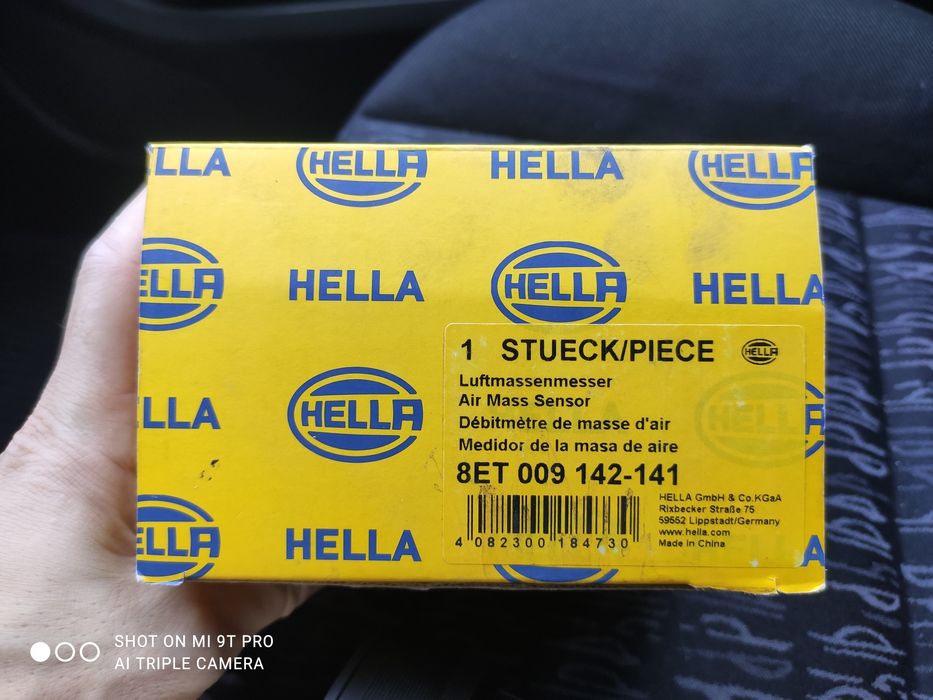 HELLA HELLA HELLA
HELLA HELLA HELLA HELLA
1 STUECK/PIECE HELLA
Luftmassenmesser
Air Mass Sensor
Débitmètre de masse d'air
Medidor de la masa de aire
8ET 009 142-141
4 082300 184730
HELLA GmbH & Co.KGaA
Rixbecker Straße 75
59552 Lippstadt/Germany
www.hella.com
Made in China
LLA HELLA
HELLA HELLA
SHOT ON MI 9T PRO
AI TRIPLE CAMERA